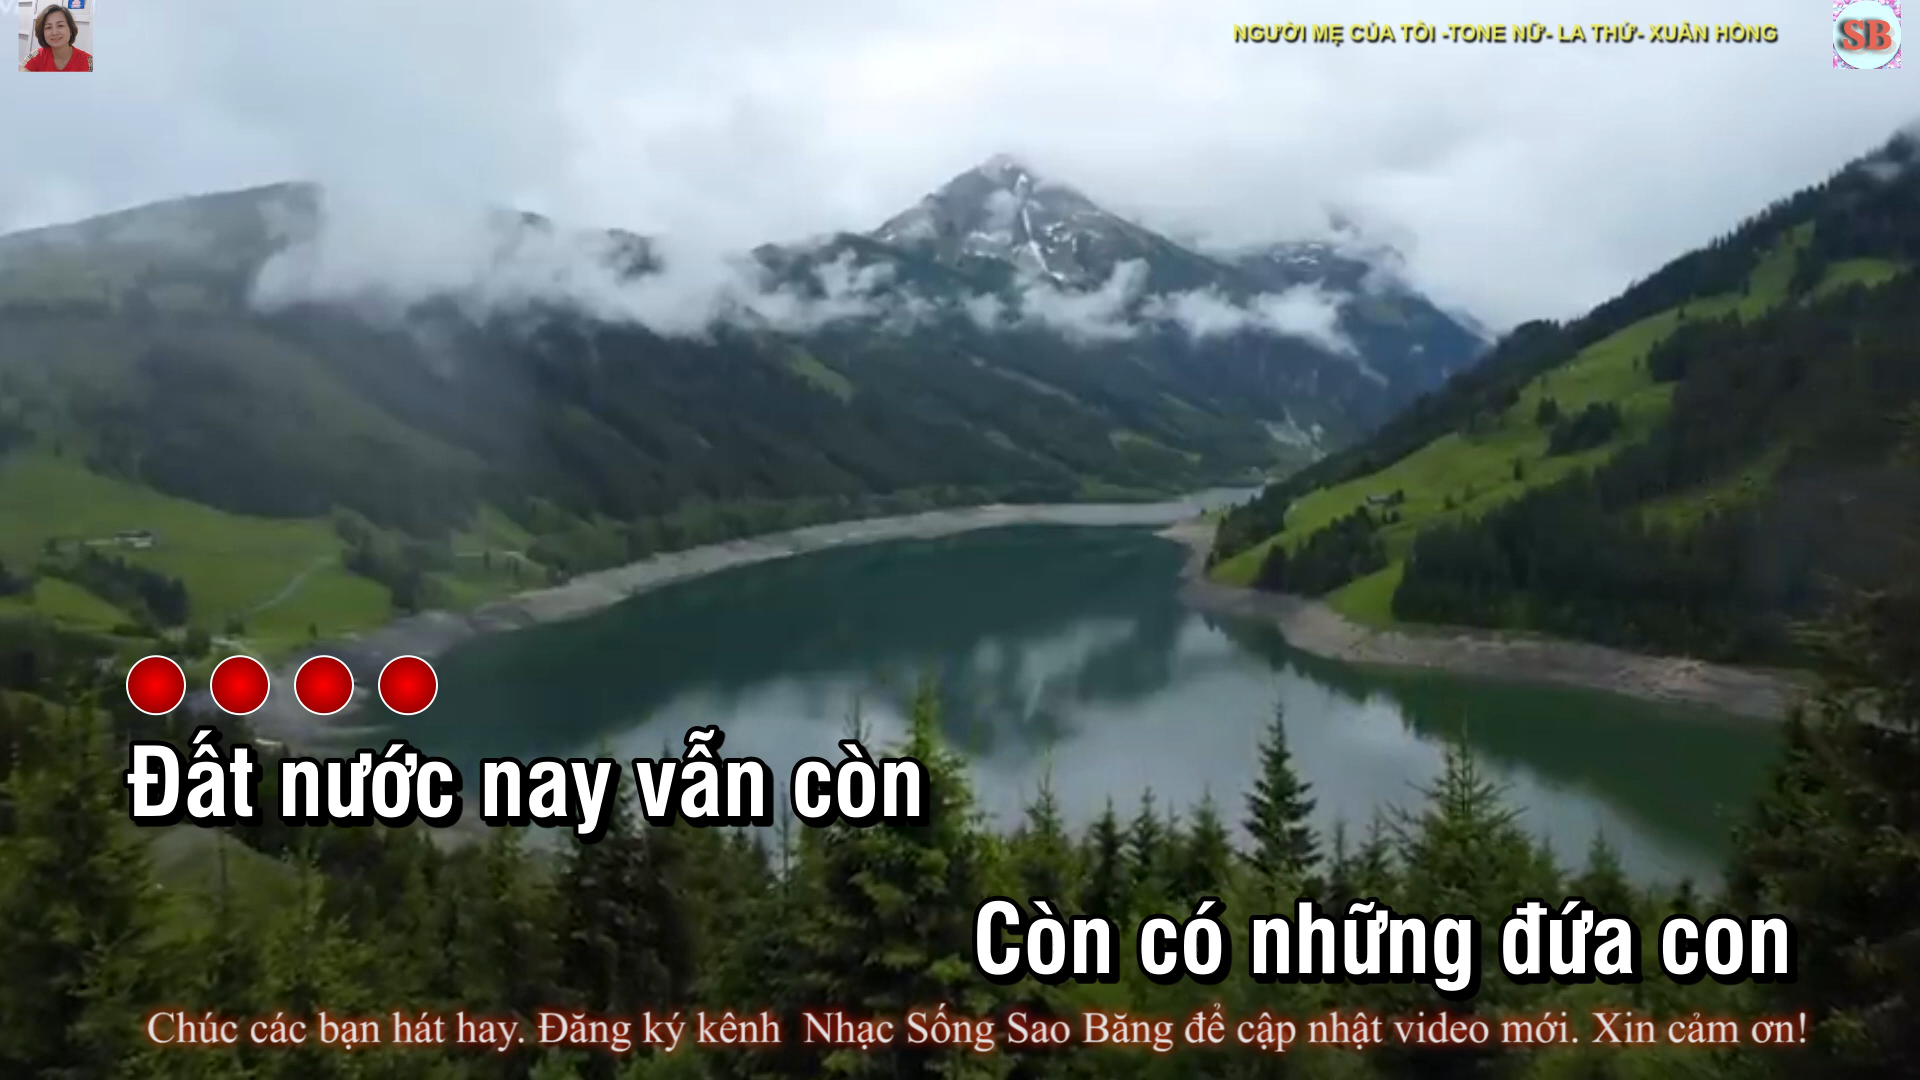 NGƯỜI MẸ CỦA TÔI -TONE NỮ- LA THỨ- XUÂN HỒNG
SB
Đất nước nay vẫn còn
Còn có những đứa con
Chúc các bạn hát hay. Đăng ký kênh  Nhạc Sống Sao Băng để cập nhật video mới. Xin cảm ơn!